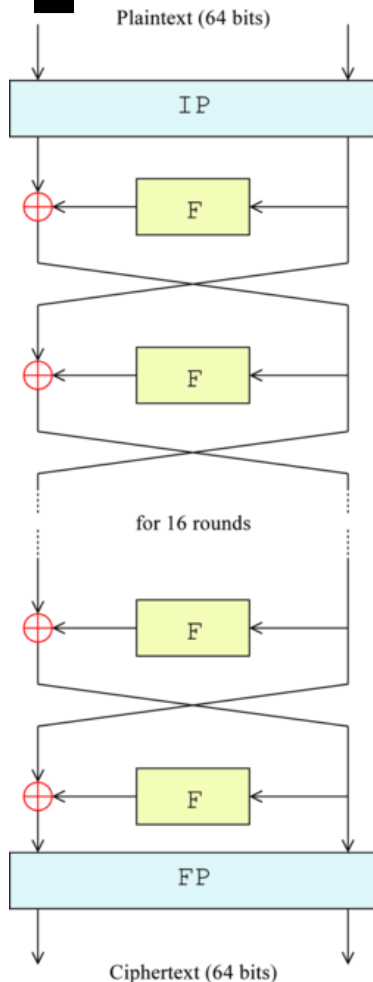 Plaintext (64 bits)
IP
F
F
for 16 rounds
F
F
FP
Ciphertext (64 bits)